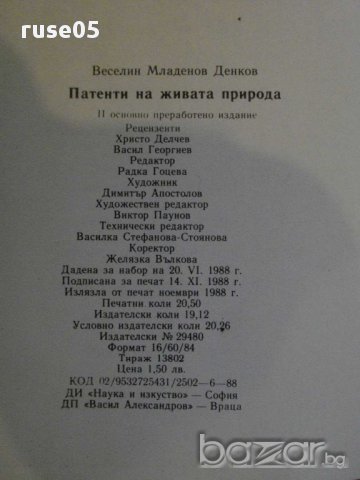 ruse05
Веселин Младенов Денков
Патенти на живата природа
II основно преработено издание
Рецензенти
Христо Делчев
Васил Георгиев
Редактор
Радка Гоцева
Художник
Димитър Апостолов
Художествен редактор
Виктор Паунов
Технически редактор
Василка Стефанова-Стоянова
Коректор
Желязка Вълкова
Дадена за набор на 20. VI. 1988 г.
Подписана за печат 14. XI. 1988 г.
Излязла от печат ноември 1988 г.
Печатни коли 20,50
Издателски коли 19,12
Условно издателски коли 20,26
Издателски № 29480
Формат 16/60/84
Тираж 13802
Цена 1,50 лв.
КОД 02/9532725431/2502—6—88
ДИ «Наука и изкуство» — София
ДП «Васил Александров» — Враца
bazar.bg